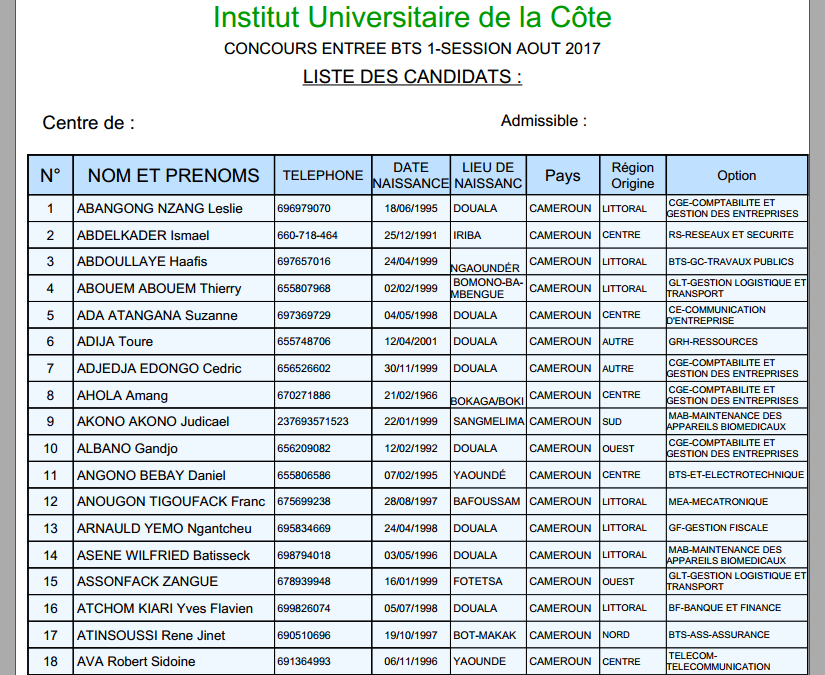 Institut Universitaire de la Côte
CONCOURS ENTREE BTS 1-SESSION AOUT 2017
LISTE DES CANDIDATS :
Centre de : Admissible :
N° NOM ET PRENOMS TELEPHONE DATE NAISSANCE LIEU DE NAISSANC Pays Région Origine Option
1 ABANGONG NZANG Leslie 696979070 18/06/1995 DOUALA CAMEROUN LITTORAL CGE-COMPTABILITE ET GESTION DES ENTREPRISES
2 ABDELKADER Ismael 660-718-464 25/12/1991 IRIBA CAMEROUN CENTRE RS-RESEAUX ET SECURITE
3 ABDOULLAYE Haafis 697657016 24/04/1999 NGAOUNDÉR CAMEROUN LITTORAL BTS-GC-TRAVAUX PUBLICS
4 ABOUEM ABOUEM Thierry 655807968 02/02/1999 BOMONO-BA-MBENGUE CAMEROUN LITTORAL GLT-GESTION LOGISTIQUE ET TRANSPORT
5 ADA ATANGANA Suzanne 697369729 04/05/1998 DOUALA CAMEROUN CENTRE CE-COMMUNICATION D'ENTREPRISE
6 ADIJA Toure 655748706 12/04/2001 DOUALA CAMEROUN AUTRE GRH-RESSOURCES
7 ADJEDJA EDONGO Cedric 656526602 30/11/1999 DOUALA CAMEROUN AUTRE CGE-COMPTABILITE ET GESTION DES ENTREPRISES
8 AHOLA Amang 670271886 21/02/1966 BOKAGA/BOKI CAMEROUN CENTRE CGE-COMPTABILITE ET GESTION DES ENTREPRISES
9 AKONO AKONO Judicael 237693571523 22/01/1999 SANGMELIMA CAMEROUN SUD MAB-MAINTENANCE DES APPAREILS BIOMEDICAUX
10 ALBANO Gandjo 656209082 12/02/1992 DOUALA CAMEROUN OUEST CGE-COMPTABILITE ET GESTION DES ENTREPRISES
11 ANGONO BEBAY Daniel 655806586 07/02/1995 YAOUNDÉ CAMEROUN CENTRE BTS-ET-ELECTROTECHNIQUE
12 ANOUGON TIGOUFACK Franc 675699238 28/08/1997 BAFOUSSAM CAMEROUN LITTORAL MEA-MECATRONIQUE
13 ARNAULD YEMO Ngantcheu 695834669 24/04/1998 DOUALA CAMEROUN LITTORAL GF-GESTION FISCALE
14 ASENE WILFRIED Batisseck 698794018 03/05/1996 DOUALA CAMEROUN LITTORAL MAB-MAINTENANCE DES APPAREILS BIOMEDICAUX
15 ASSONFACK ZANGUE 678939948 16/01/1999 FOTETSA CAMEROUN OUEST GLT-GESTION LOGISTIQUE ET TRANSPORT
16 ATCHOM KIARI Yves Flavien 699826074 05/07/1998 DOUALA CAMEROUN LITTORAL BF-BANQUE ET FINANCE
17 ATINSOUSSI Rene Jinet 690510696 19/10/1997 BOT-MAKAK CAMEROUN NORD BTS-ASS-ASSURANCE
18 AVA Robert Sidoine 691364993 06/11/1996 YAOUNDE CAMEROUN CENTRE TELECOM-TELECOMMUNICATION